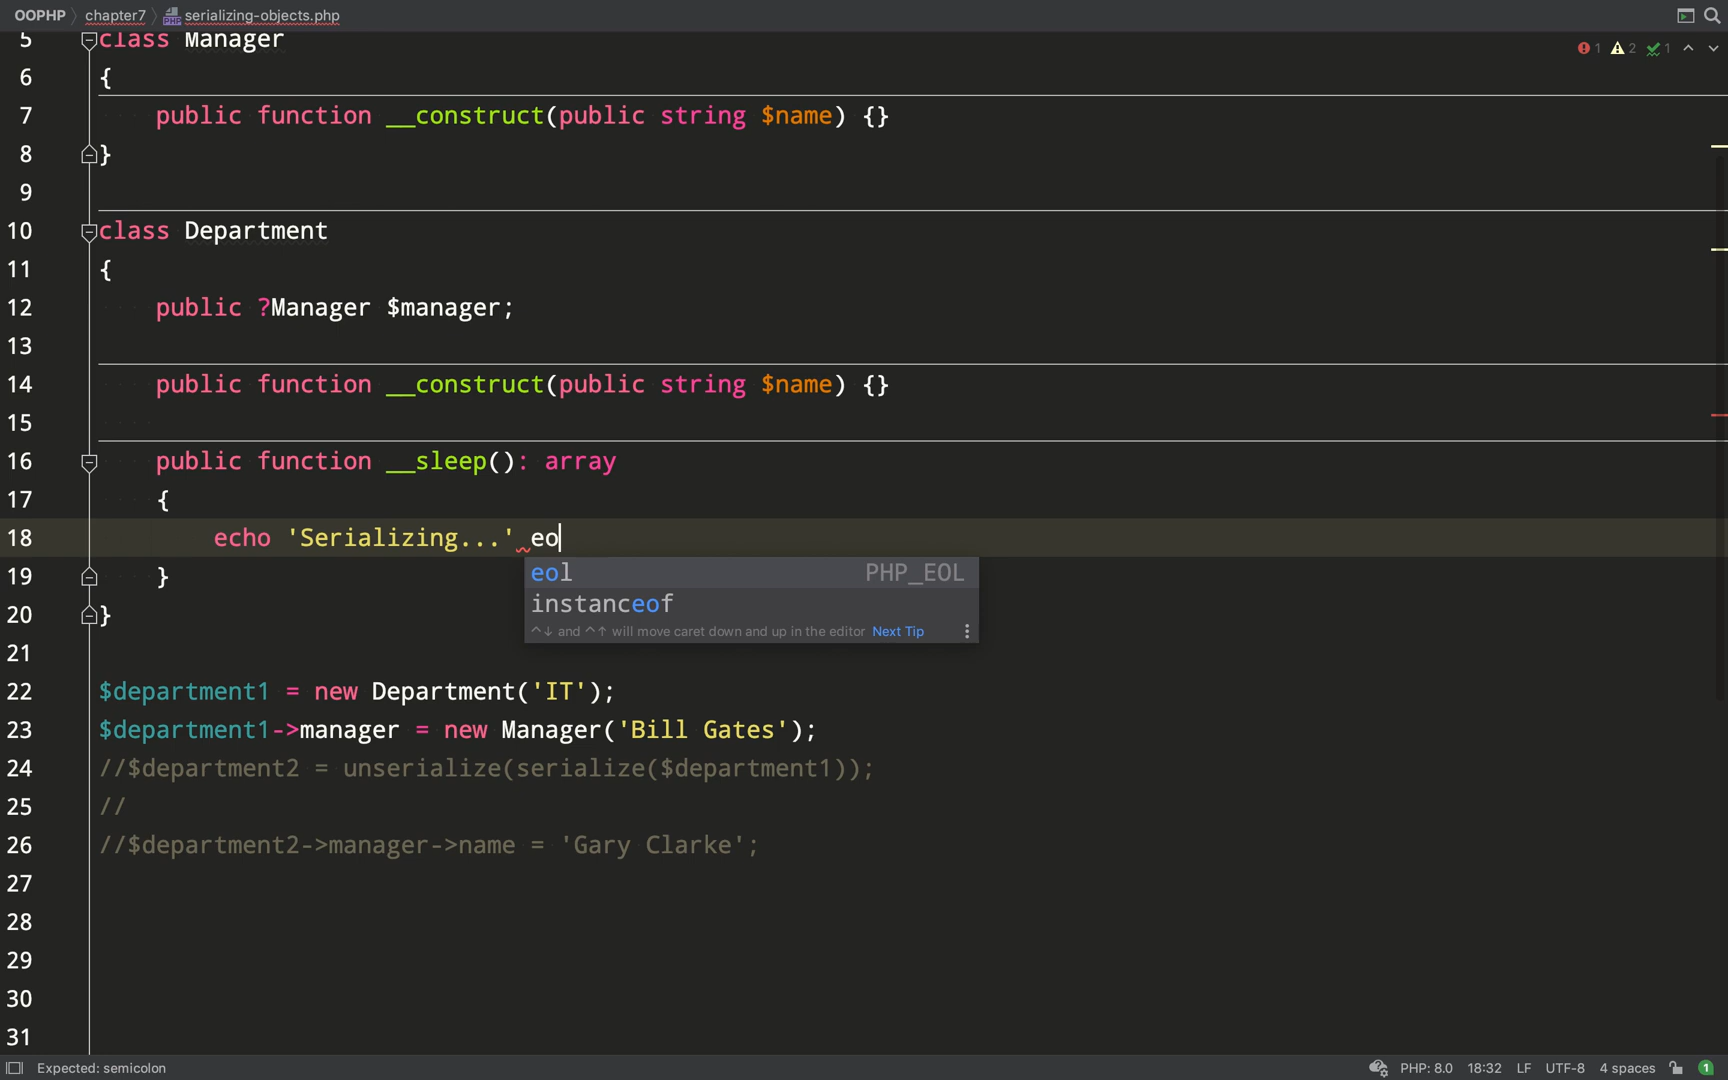 OOPHP chapter7 PHP serializing-objects.php
1 2 1
5 class Manager
6 {
7 public function __construct(public string $name) {}
8 }
9
10 class Department
11 {
12 public ?Manager $manager;
13
14 public function __construct(public string $name) {}
15
16 public function __sleep(): array
17 {
18 echo 'Serializing...' eo
eol PHP_EOL
19 }
instanceof
20 }
^↓ and ^↑ will move caret down and up in the editor Next Tip
21
22 $department1 = new Department('IT');
23 $department1->manager = new Manager('Bill Gates');
24 //$department2 = unserialize(serialize($department1));
25 //
26 //$department2->manager->name = 'Gary Clarke';
27
28
29
30
31
Expected: semicolon PHP: 8.0 18:32 LF UTF-8 4 spaces 1